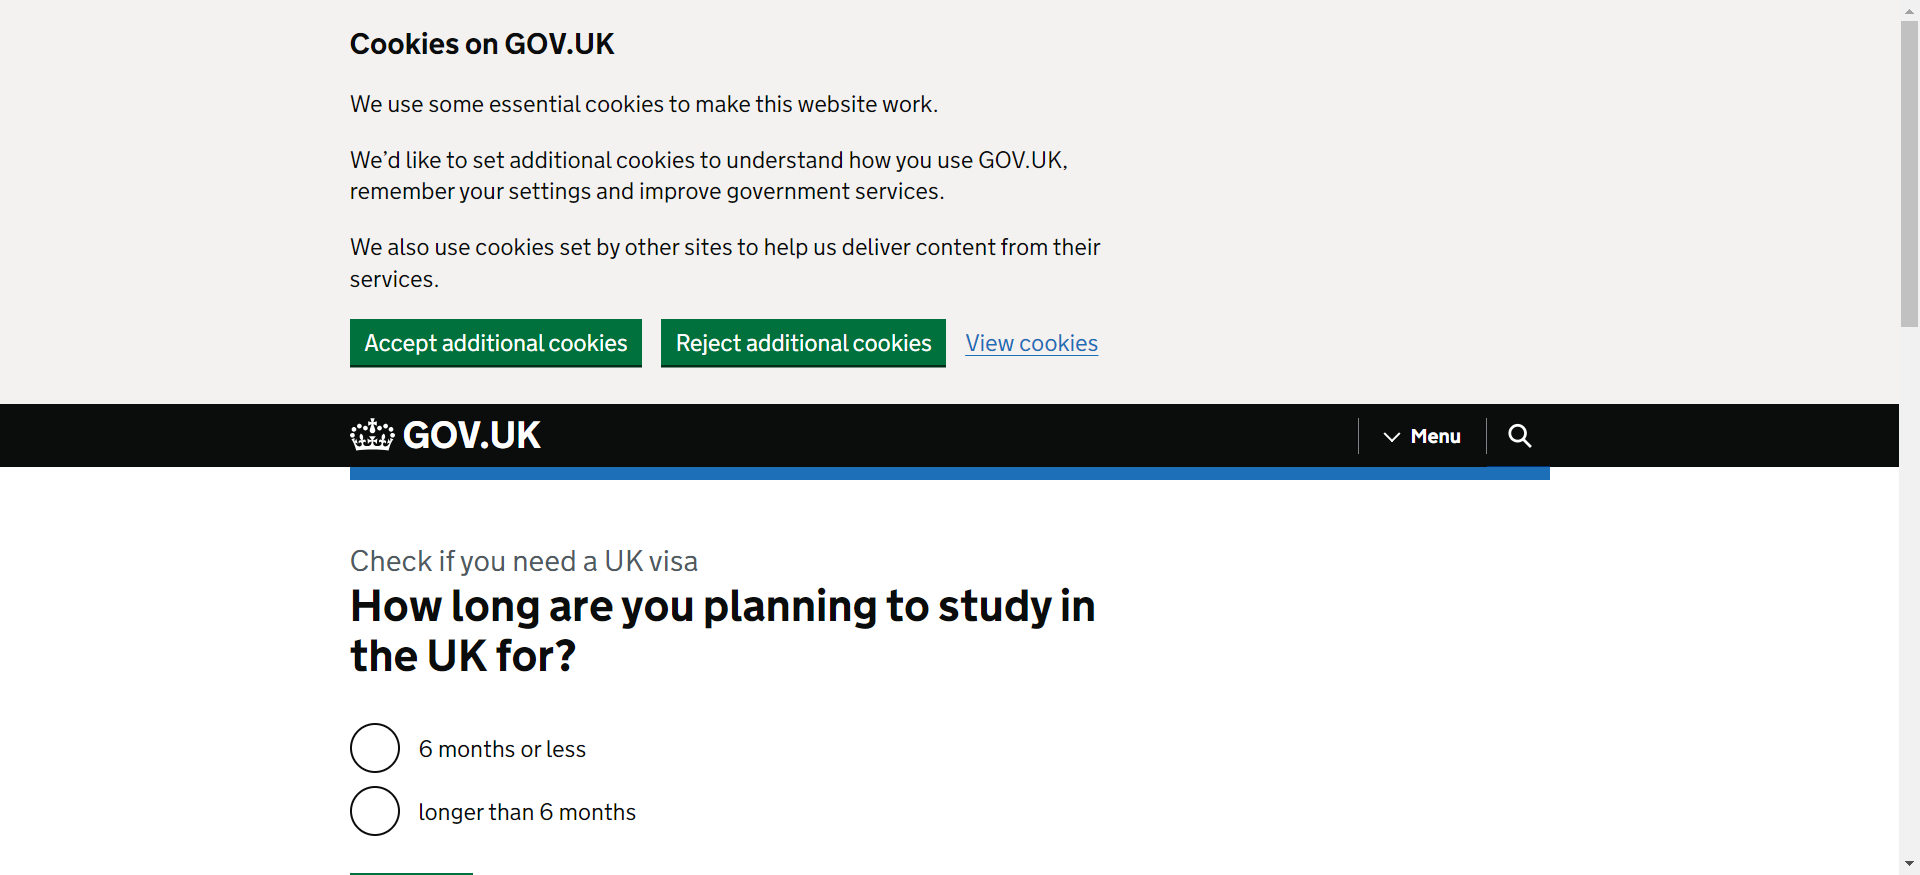 Cookies on GOV.UK
We use some essential cookies to make this website work.
We’d like to set additional cookies to understand how you use GOV.UK,
remember your settings and improve government services.
We also use cookies set by other sites to help us deliver content from their
services.
Accept additional cookies Reject additional cookies View cookies
GOV.UK Menu
Check if you need a UK visa
How long are you planning to study in
the UK for?
6 months or less
longer than 6 months